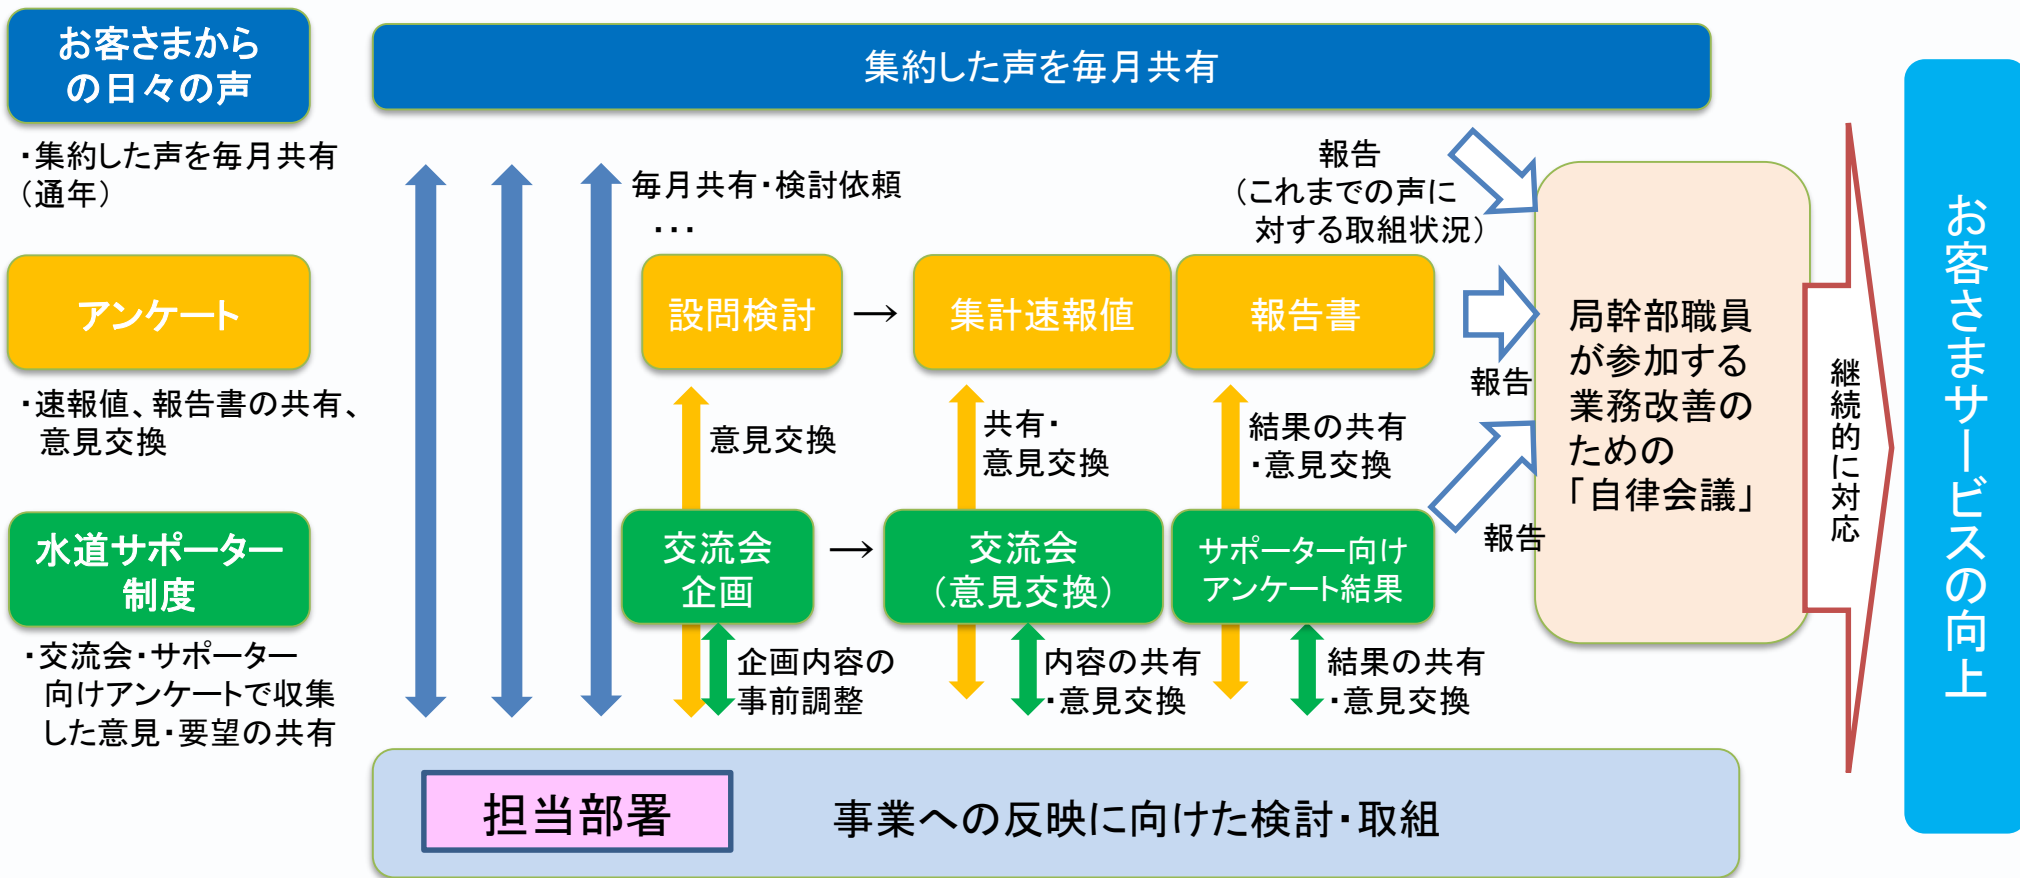 お客さまから
の日々の声
・集約した声を毎月共有
（通年）
アンケート
・速報値、報告書の共有、
意見交換
水道サポーター
制度
・交流会・サポーター
向けアンケートで収集
した意見・要望の共有
集約した声を毎月共有
毎月共有・検討依頼
・・・
報告
（これまでの声に
対する取組状況）
設問検討
→
集計速報値
報告書
報告
意見交換
共有・
意見交換
結果の共有
・意見交換
交流会
企画
→
交流会
（意見交換）
サポーター向け
アンケート結果
報告
企画内容の
事前調整
内容の共有
・意見交換
結果の共有
・意見交換
担当部署
事業への反映に向けた検討・取組
局幹部職員
が参加する
業務改善の
ための
「自律会議」
継続的に対応
お客さまサービスの向上